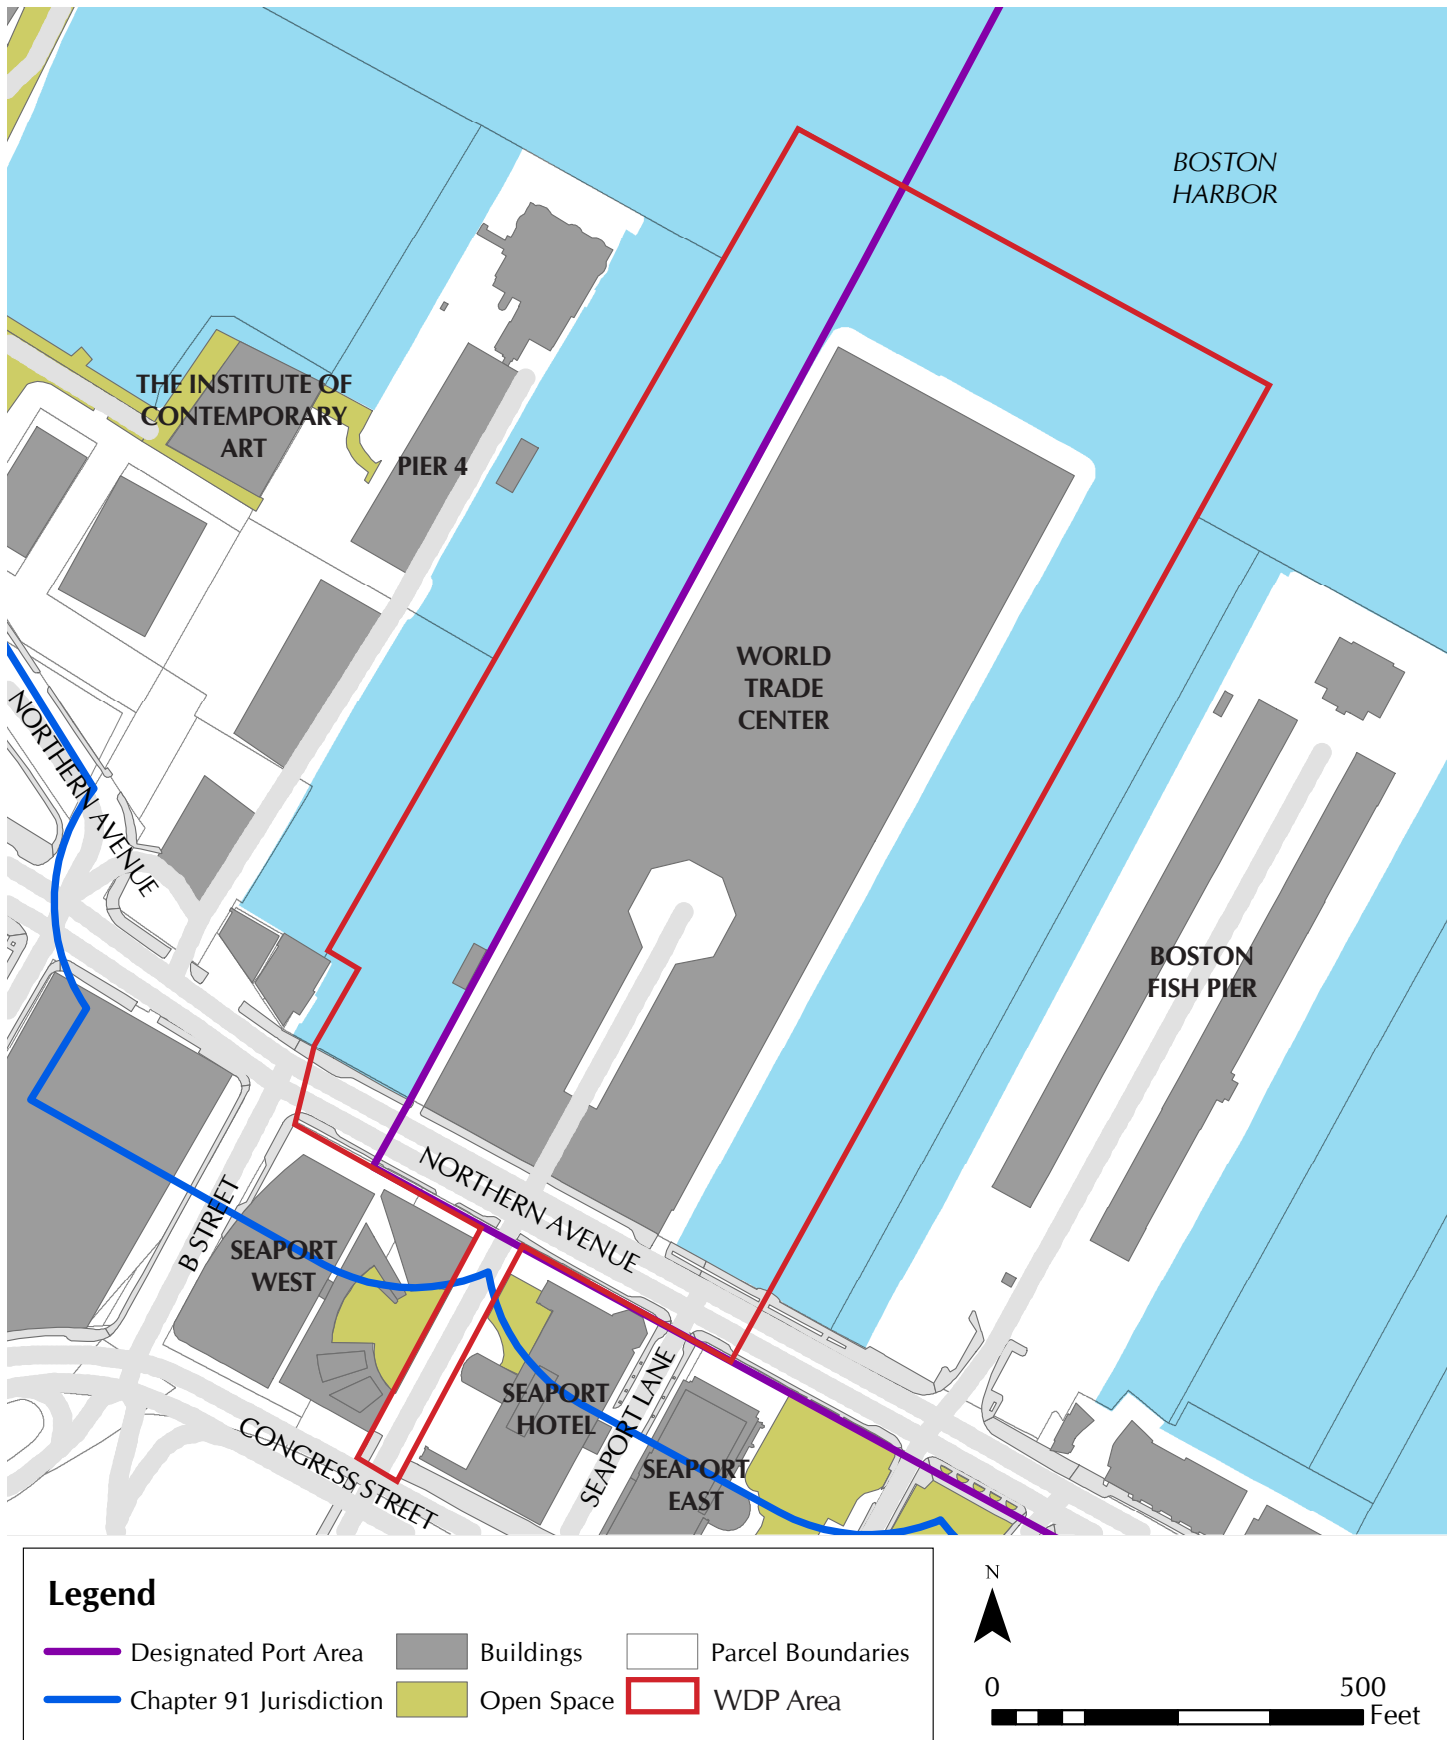 BOSTON
HARBOR
THE INSTITUTE OF
CONTEMPORARY
ART
PIER 4
WORLD
TRADE
CENTER
NORTHERN AVENUE
BOSTON
FISH PIER
NORTHERN AVENUE
B STREET
SEAPORT
WEST
SEAPORT
HOTEL
SEAPORT LANE
SEAPORT
EAST
CONGRESS STREET
Legend
Designated Port Area
Buildings
Parcel Boundaries
Chapter 91 Jurisdiction
Open Space
WDP Area
N
0
500
Feet